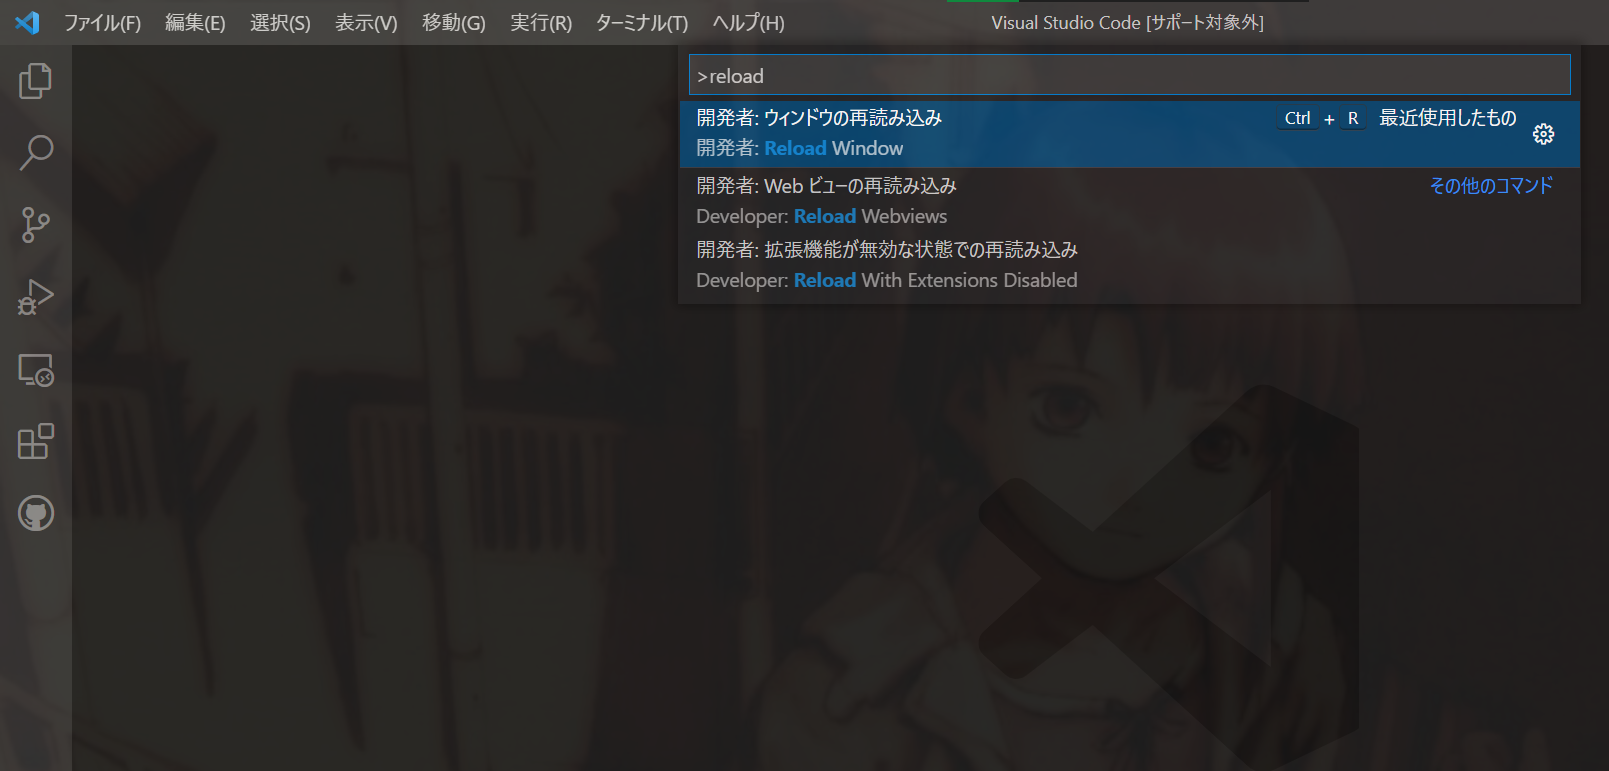 ファイル(F) 編集(E) 選択(S) 表示(V) 移動(G) 実行(R) ターミナル(T) ヘルプ(H) Visual Studio Code [サポート対象外]
>reload
開発者: ウィンドウの再読み込み Ctrl + R 最近使用したもの
開発者: Reload Window
開発者: Web ビューの再読み込み その他のコマンド
Developer: Reload Webviews
開発者: 拡張機能が無効な状態での再読み込み
Developer: Reload With Extensions Disabled